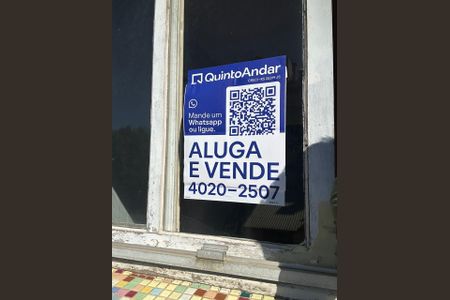 QuintoAndar
Mande um
Whatsapp
ou ligue.
ALUGA
E VENDE
4020-2507